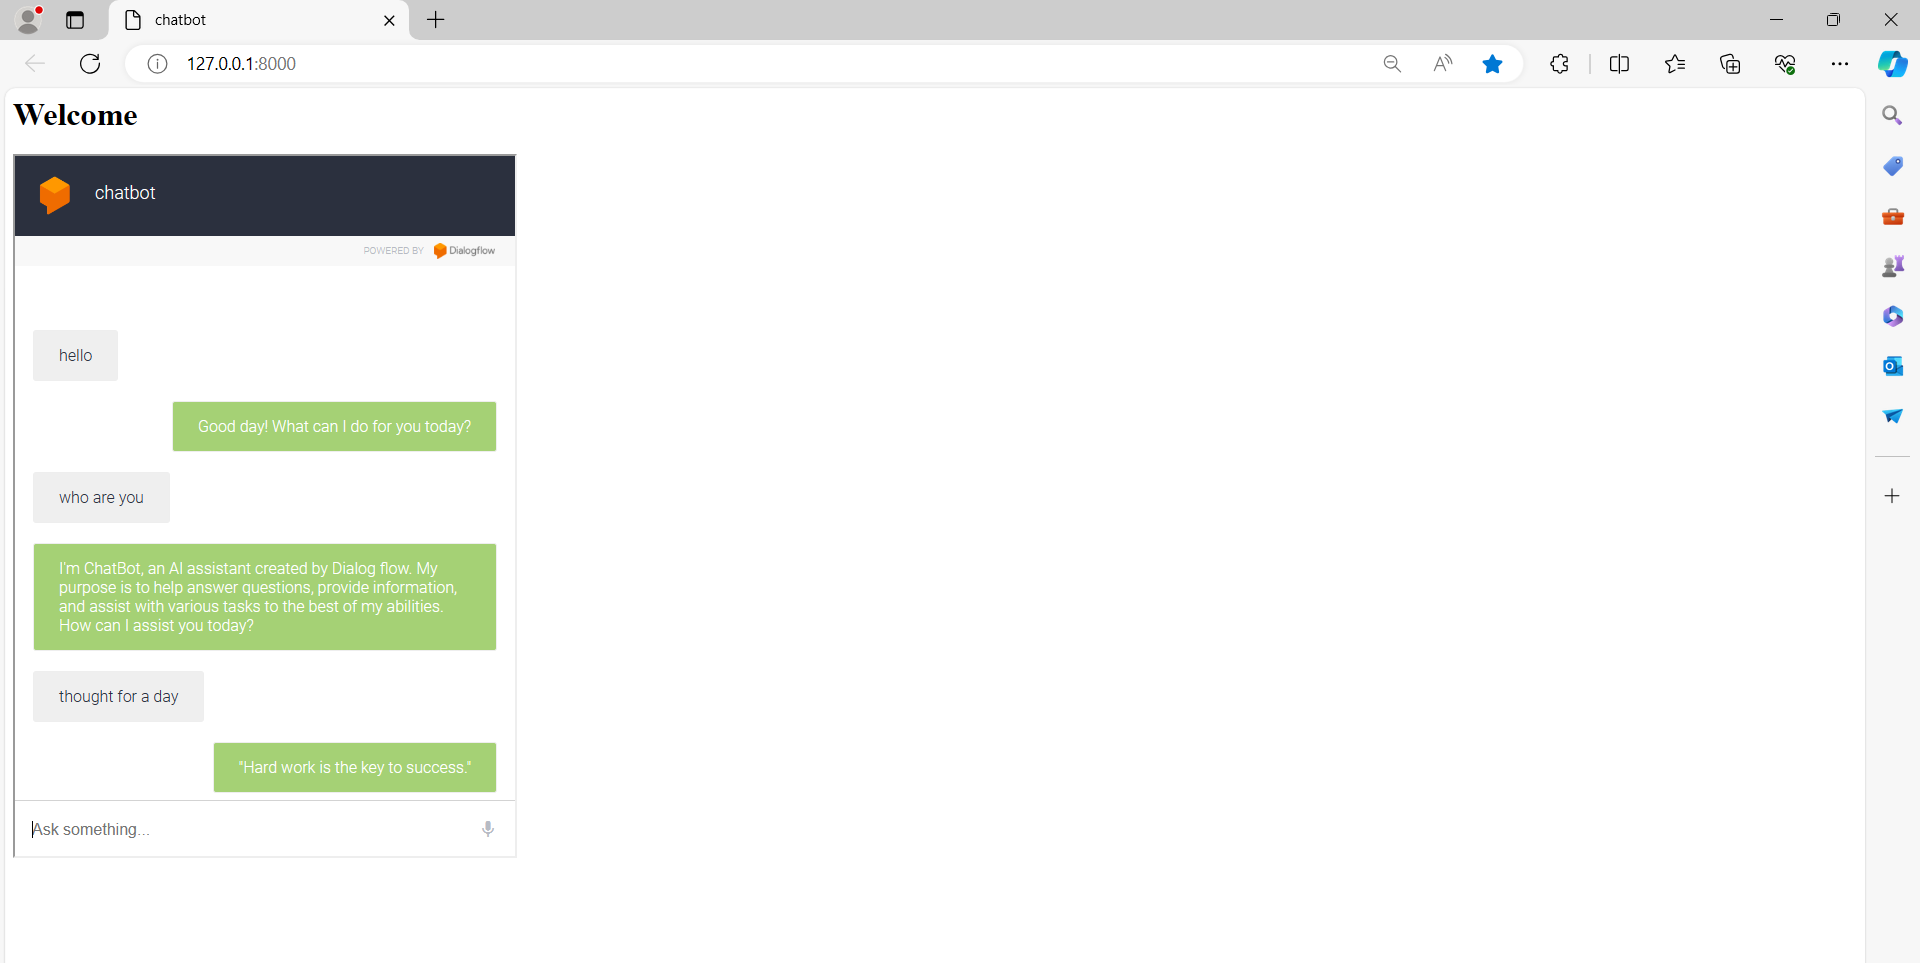 chatbot
127.0.0.1:8000
Welcome
chatbot
POWERED BY Dialogflow
hello
Good day! What can I do for you today?
who are you
I'm ChatBot, an AI assistant created by Dialog flow. My
purpose is to help answer questions, provide information,
and assist with various tasks to the best of my abilities.
How can I assist you today?
thought for a day
"Hard work is the key to success."
Ask something...